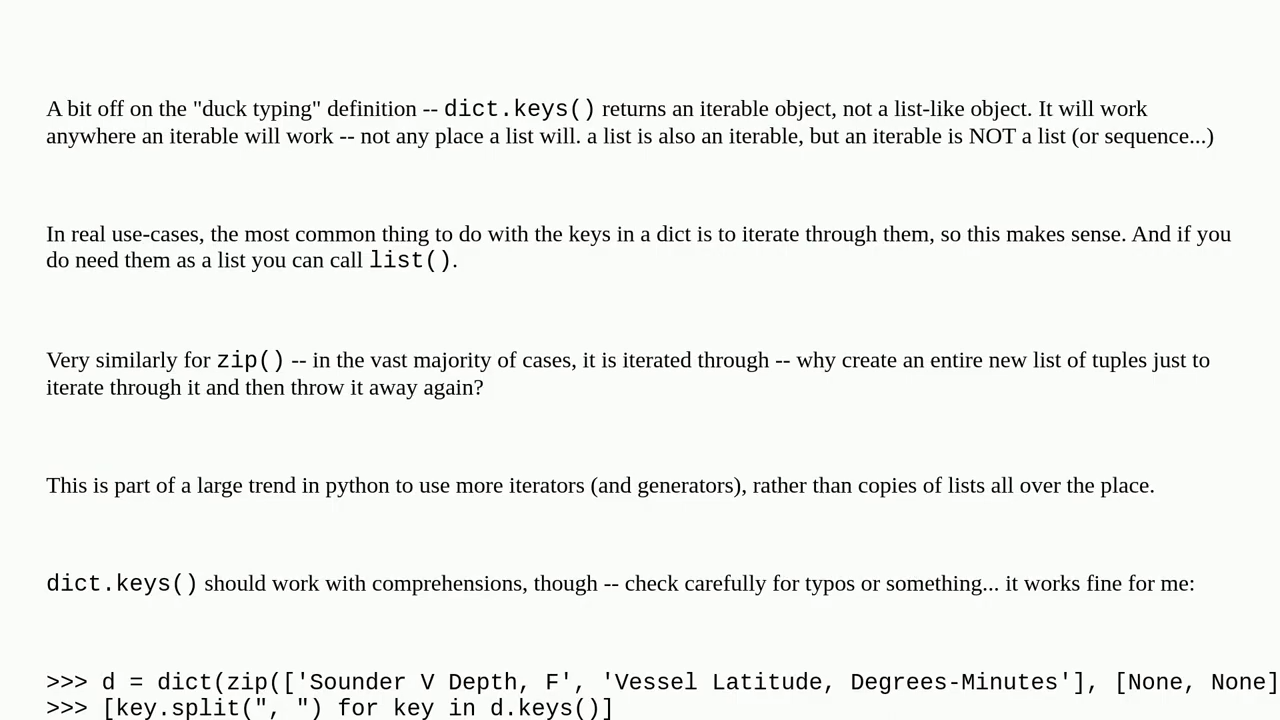 A bit off on the "duck typing" definition -- dict.keys() returns an iterable object, not a list-like object. It will work
anywhere an iterable will work -- not any place a list will. a list is also an iterable, but an iterable is NOT a list (or sequence...)
In real use-cases, the most common thing to do with the keys in a dict is to iterate through them, so this makes sense. And if you
do need them as a list you can call list().
Very similarly for zip() -- in the vast majority of cases, it is iterated through -- why create an entire new list of tuples just to
iterate through it and then throw it away again?
This is part of a large trend in python to use more iterators (and generators), rather than copies of lists all over the place.
dict.keys() should work with comprehensions, though -- check carefully for typos or something... it works fine for me:
>>> d = dict(zip(['Sounder V Depth, F', 'Vessel Latitude, Degrees-Minutes'], [None, None]
>>> [key.split(", ") for key in d.keys()]